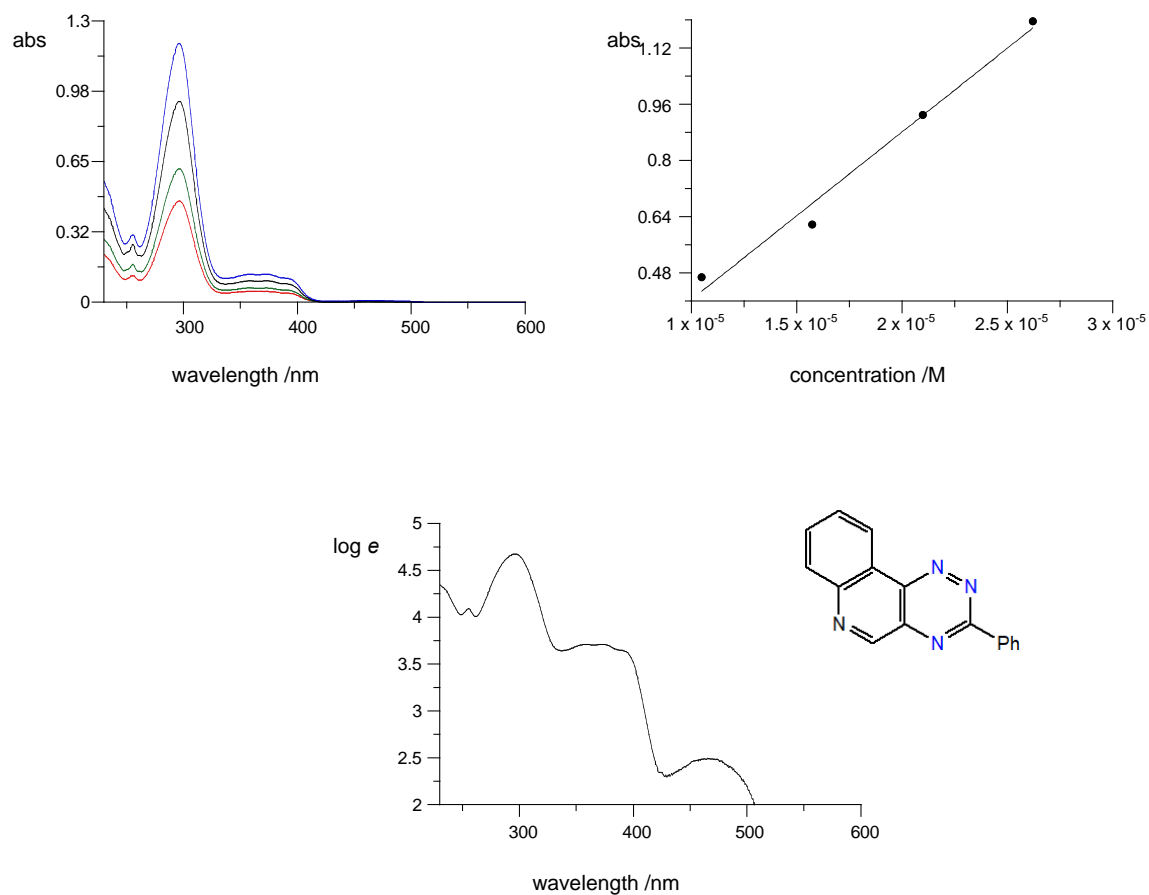 abs
1.3
0.98
0.65
0.32
0
300
400
500
600
wavelength /nm
abs
1.12
0.96
0.8
0.64
0.48
1 x 10⁻⁵
1.5 x 10⁻⁵
2 x 10⁻⁵
2.5 x 10⁻⁵
3 x 10⁻⁵
concentration /M
log e
5
4.5
4
3.5
3
2.5
2
300
400
500
600
wavelength /nm
N
N
N
N
Ph